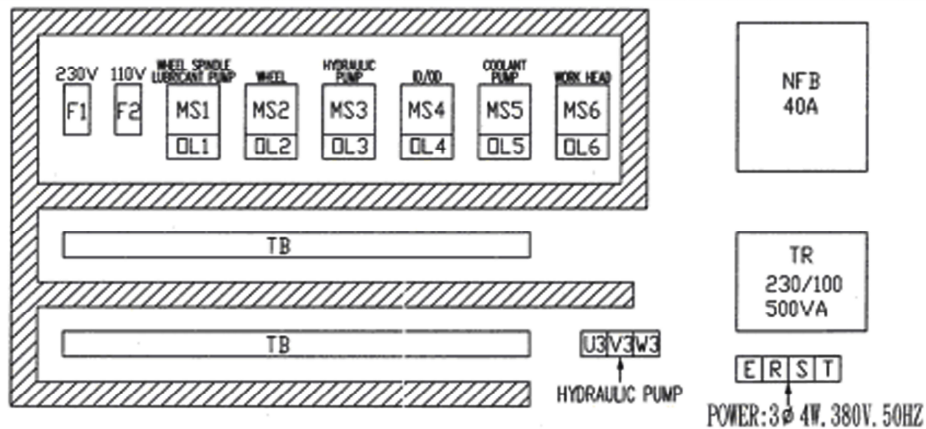 230V 110V WHEEL SPINDLE LUBRICANT PUMP WHEEL HYDRAULIC PUMP ID/OD COOLANT PUMP WORK HEAD
F1 F2 MS1 MS2 MS3 MS4 MS5 MS6
OL1 OL2 OL3 OL4 OL5 OL6
NFB
40A
TB
TR
230/100
500VA
TB
U3 V3 W3
HYDRAULIC PUMP
E R S T
POWER:3ø 4W.380V.50HZ